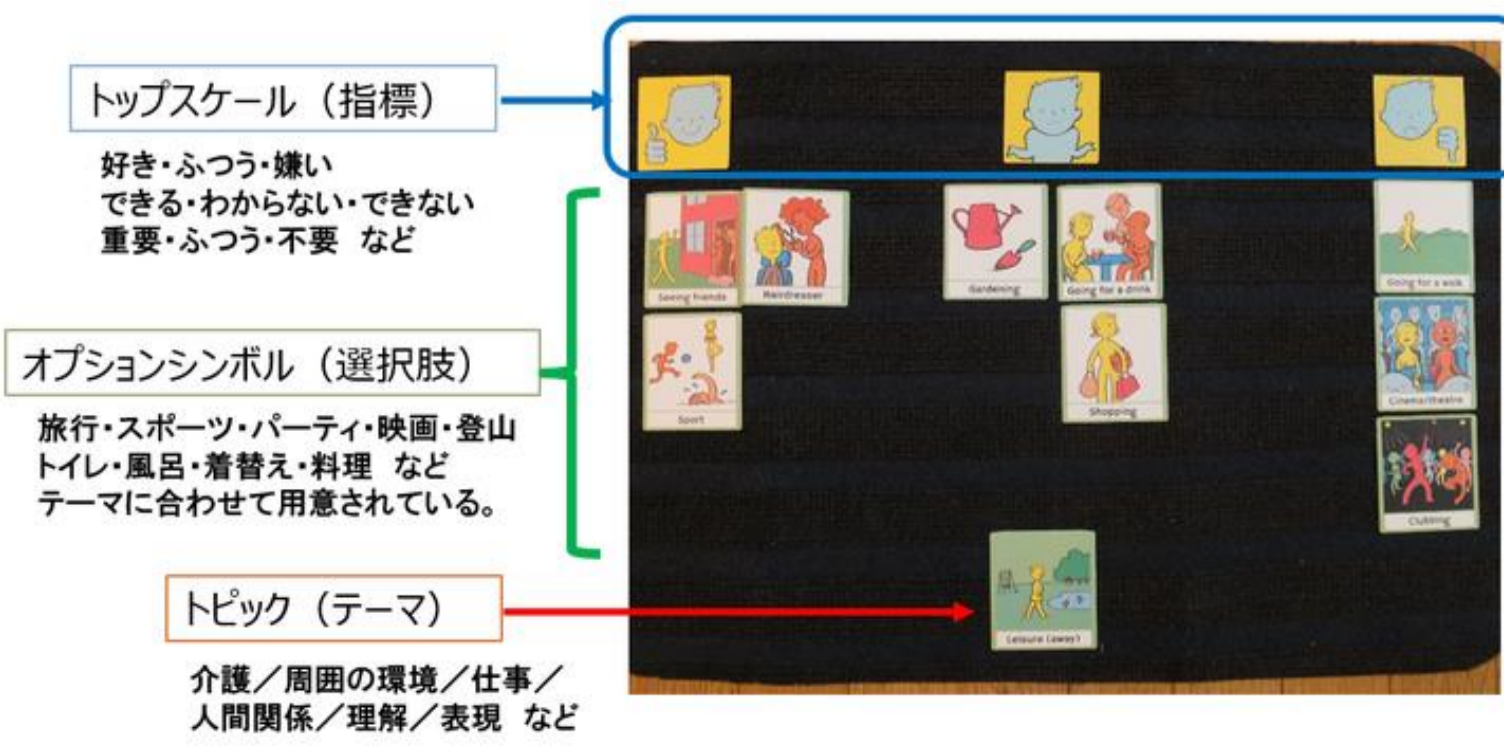 トップスケール（指標）
好き・ふつう・嫌い
できる・わからない・できない
重要・ふつう・不要 など
オプションシンボル（選択肢）
旅行・スポーツ・パーティ・映画・登山
トイレ・風呂・着替え・料理 など
テーマに合わせて用意されている。
トピック（テーマ）
介護／周囲の環境／仕事／
人間関係／理解／表現 など
Seeing friends
Hairdresser
Gardening
Going for a drink
Going for a walk
Sport
Shopping
Cinema/theatre
Clubbing
Leisure (away)